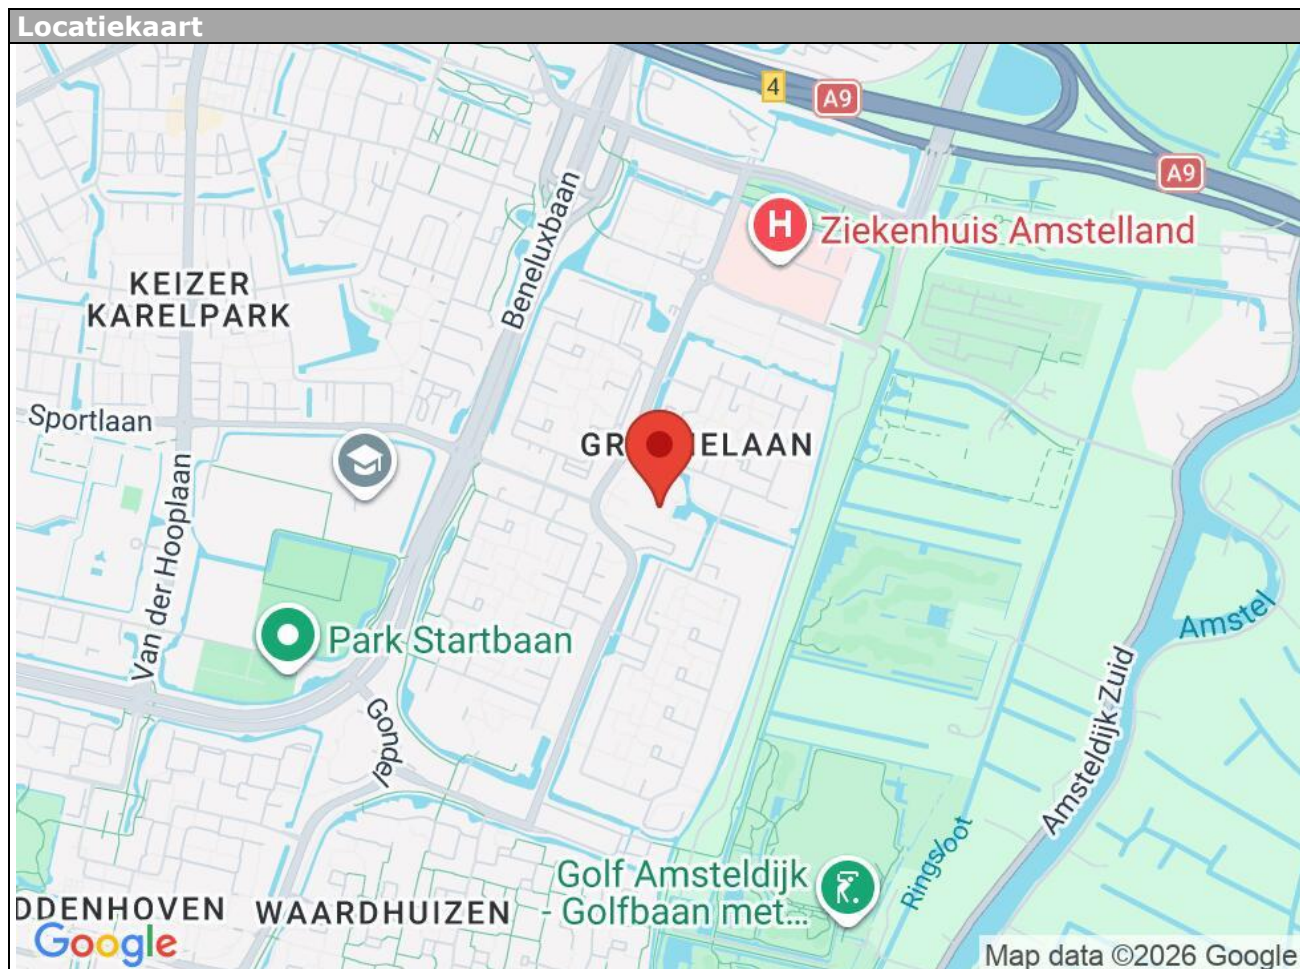 Locatiekaart
4
A9
A9
H
Ziekenhuis Amstelland
Beneluxbaan
KEIZER
KARELPARK
Sportlaan
GR
ELAAN
Van der Hooplaan
Park Startbaan
Amstel
Gondel
Amsteldijk Zuid
Golf Amsteldijk
- Golfbaan met...
Ringsloot
DDENHOVEN
WAARDHUIZEN
Google
Map data ©2026 Google